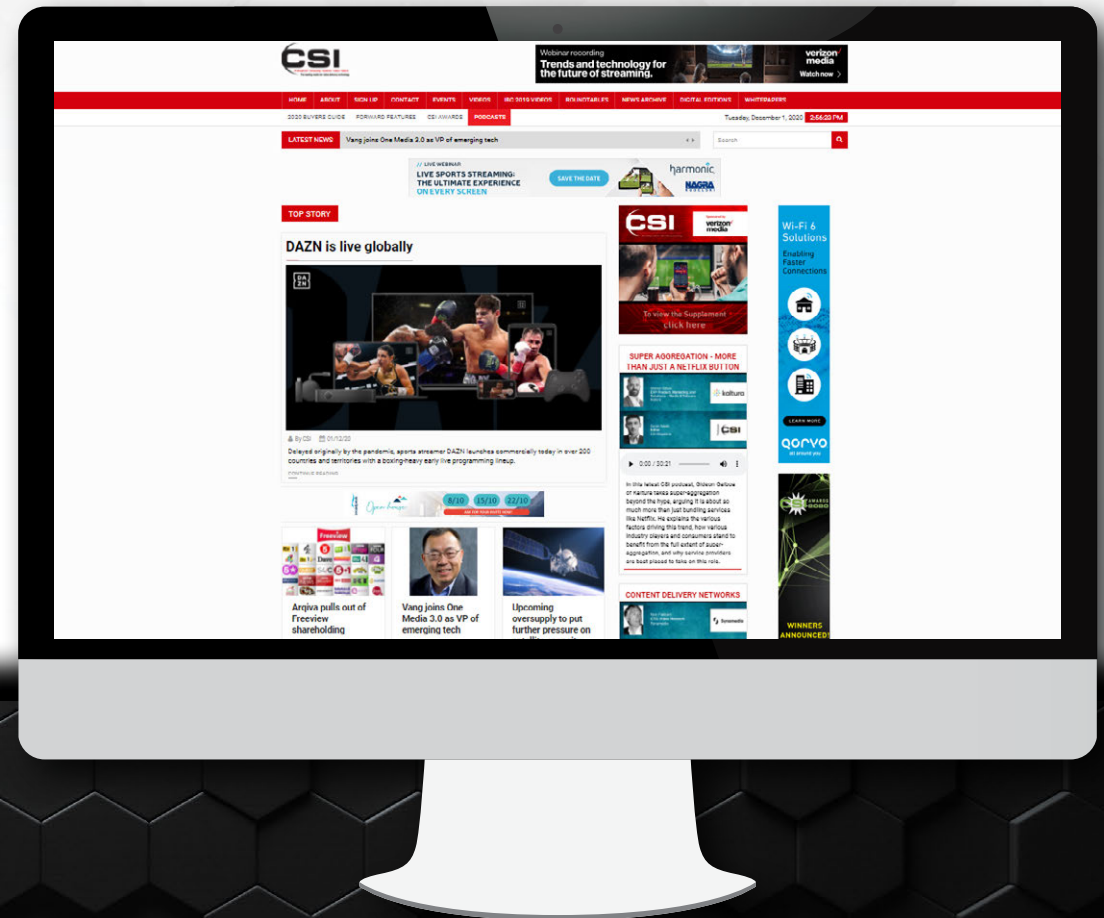 CSI
Webinar recording
Trends and technology for
the future of streaming.
verizon
media
Watch now
HOME ABOUT SIGN UP CONTACT EVENTS VIDEOS IBC 2019 VIDEOS ROUNDTABLES NEWS ARCHIVE DIGITAL EDITIONS WHITEPAPERS
2020 BUYERS GUIDE FORWARD FEATURES CSI AWARDS PODCASTS
Tuesday, December 1, 2020 2:56:23 PM
LATEST NEWS Vang joins One Media 3.0 as VP of emerging tech
Search
// LIVE WEBINAR
LIVE SPORTS STREAMING:
THE ULTIMATE EXPERIENCE
ON EVERY SCREEN
SAVE THE DATE
harmonic
NAGRA
TOP STORY
DAZN is live globally
DA
ZN
By CSI 01/12/20
Delayed originally by the pandemic, sports streamer DAZN launches commercially today in over 200
countries and territories with a boxing-heavy early live programming lineup.
CONTINUE READING
Open house
8/10 15/10 22/10
Freeview
Arqiva pulls out of
Freeview
shareholding
Vang joins One
Media 3.0 as VP of
emerging tech
Upcoming
oversupply to put
further pressure on
CSI
Sponsored by
verizon
media
To view the Supplement
click here
SUPER AGGREGATION - MORE
THAN JUST A NETFLIX BUTTON
kaltura
CSI
0:00 / 20:21
In this latest CSI podcast, Gideon Gilboa
of Kaltura takes super-aggregation
beyond the hype, arguing it is about so
much more than just bundling services
like Netflix. He explains the various
factors driving this trend, how various
industry players and consumers stand to
benefit from the full extent of super-
aggregation, and why service providers
are best placed to take on this role.
CONTENT DELIVERY NETWORKS
Synamedia
Wi-Fi 6
Solutions
Enabling
Faster
Connections
LEARN MORE
QORVO
all around you
CSI AWARDS
2020
WINNERS
ANNOUNCED!